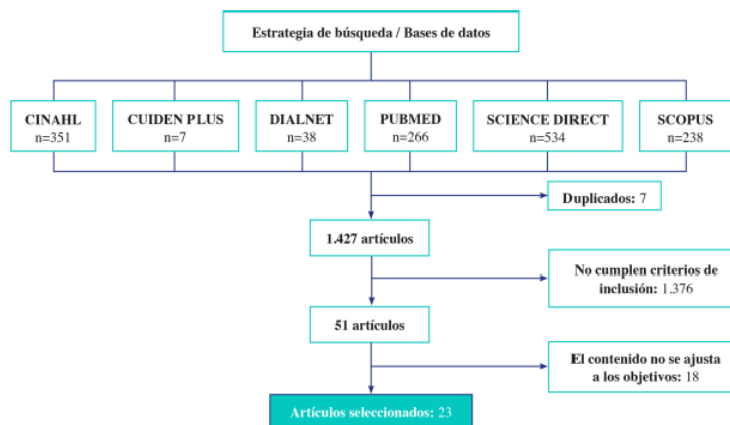 Estrategia de búsqueda / Bases de datos
CINAHL
n=351
CUIDEN PLUS
n=7
DIALNET
n=38
PUBMED
n=266
SCIENCE DIRECT
n=534
SCOPUS
n=238
Duplicados: 7
1.427 artículos
No cumplen criterios de
inclusión: 1.376
51 artículos
El contenido no se ajusta
a los objetivos: 18
Artículos seleccionados: 23